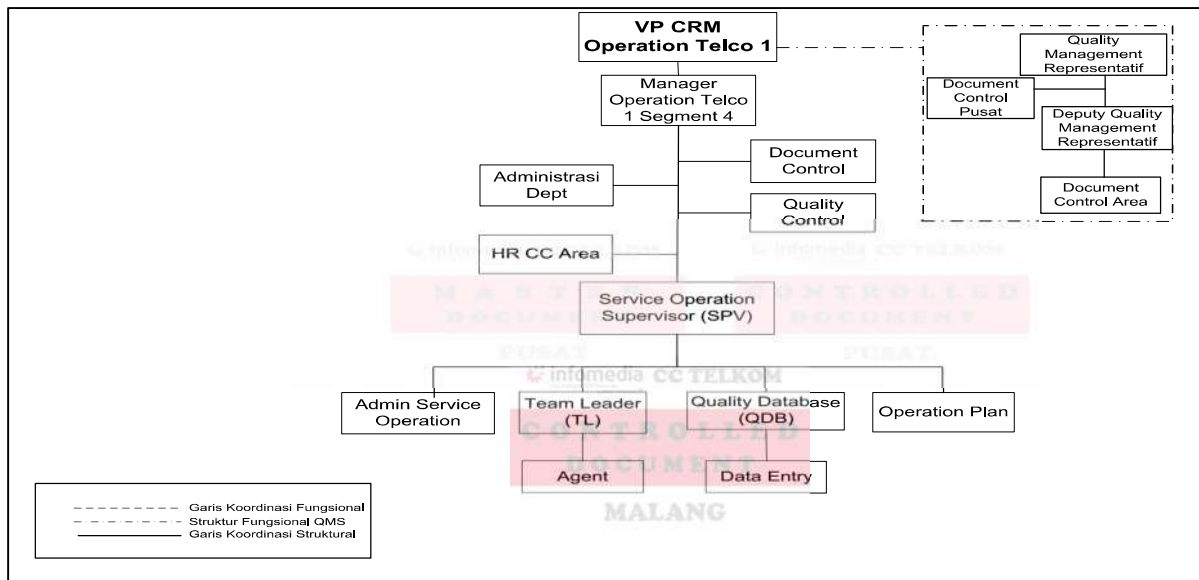 VP CRM
Operation Telco 1
Quality
Management
Representatif
Manager
Operation Telco
1 Segment 4
Document
Control
Pusat
Deputy Quality
Management
Representatif
Document
Control
Administrasi
Dept
Document
Control Area
Quality
Control
infomedia CC TELKOM
HR CC Area
MASTER
DOCUMENT
PUSAT
CONTROLLED
DOCUMENT
PUSAT
Service Operation
Supervisor (SPV)
infomedia CC TELKOM
Admin Service
Operation
Team Leader
(TL)
Quality Database
(QDB)
Operation Plan
CONTROLLED
DOCUMENT
Agent
Data Entry
MALANG
Garis Koordinasi Fungsional
Struktur Fungsional QMS
Garis Koordinasi Struktural